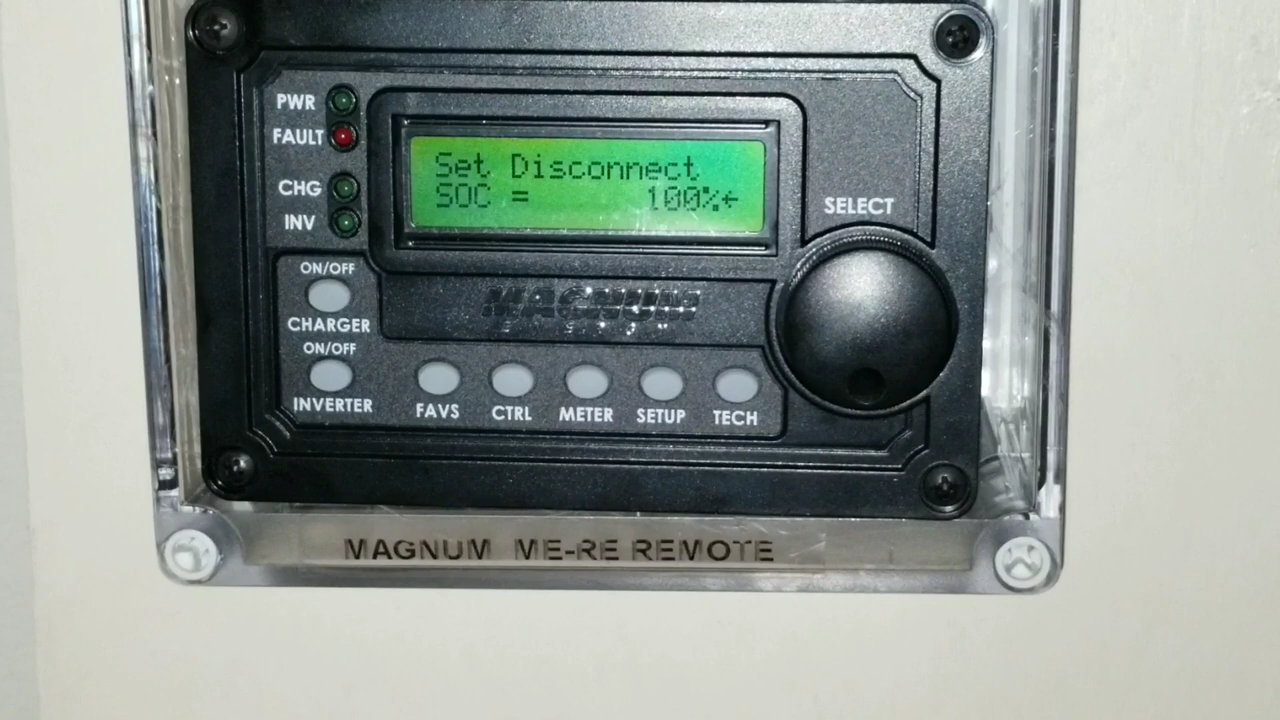 PWR
FAULT
CHG
INV
Set Disconnect
SOC = 100%←
SELECT
ON/OFF
CHARGER
ON/OFF
INVERTER
MAGNUM
ENERGY
FAVS
CTRL
METER
SETUP
TECH
MAGNUM ME-RE REMOTE